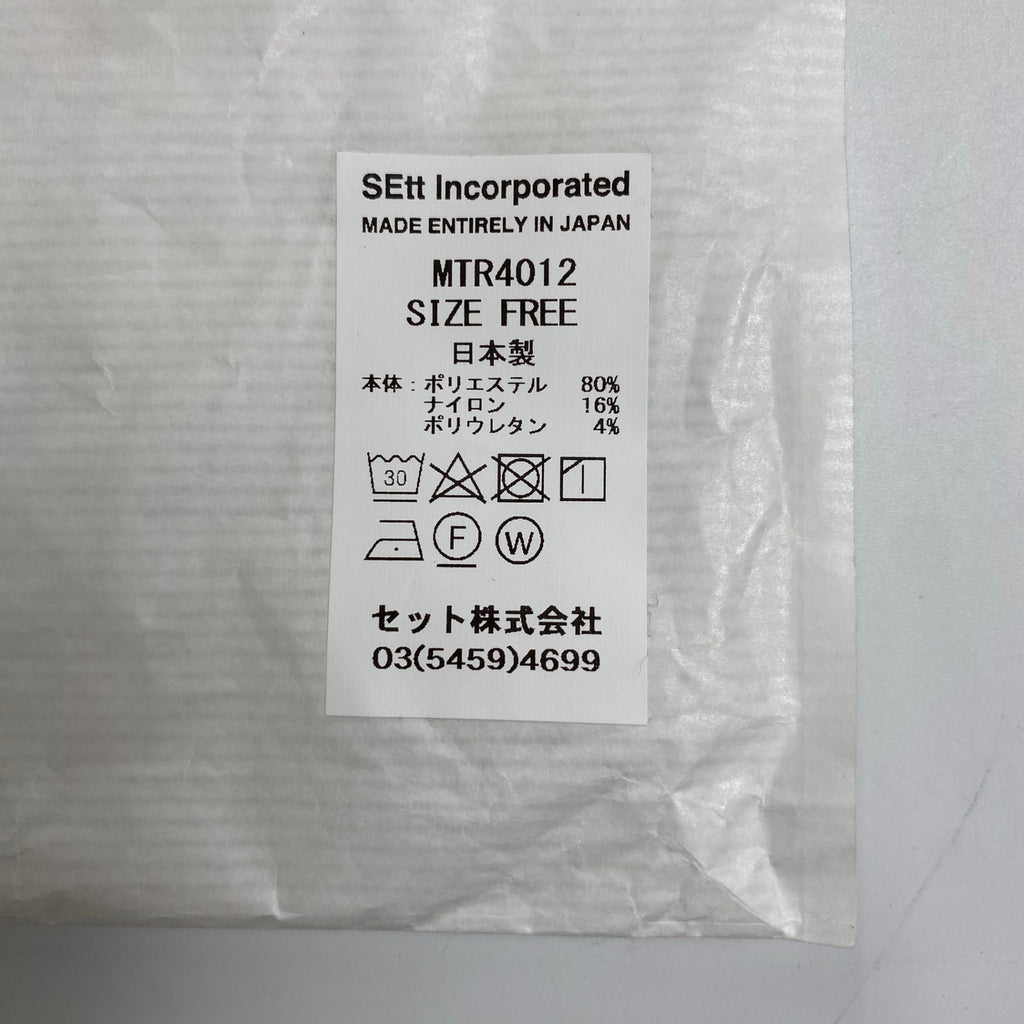 SEtt Incorporated
MADE ENTIRELY IN JAPAN
MTR4012
SIZE FREE
日本製
本体：ポリエステル 80%
ナイロン 16%
ポリウレタン 4%
30
F W
セット株式会社
03(5459)4699